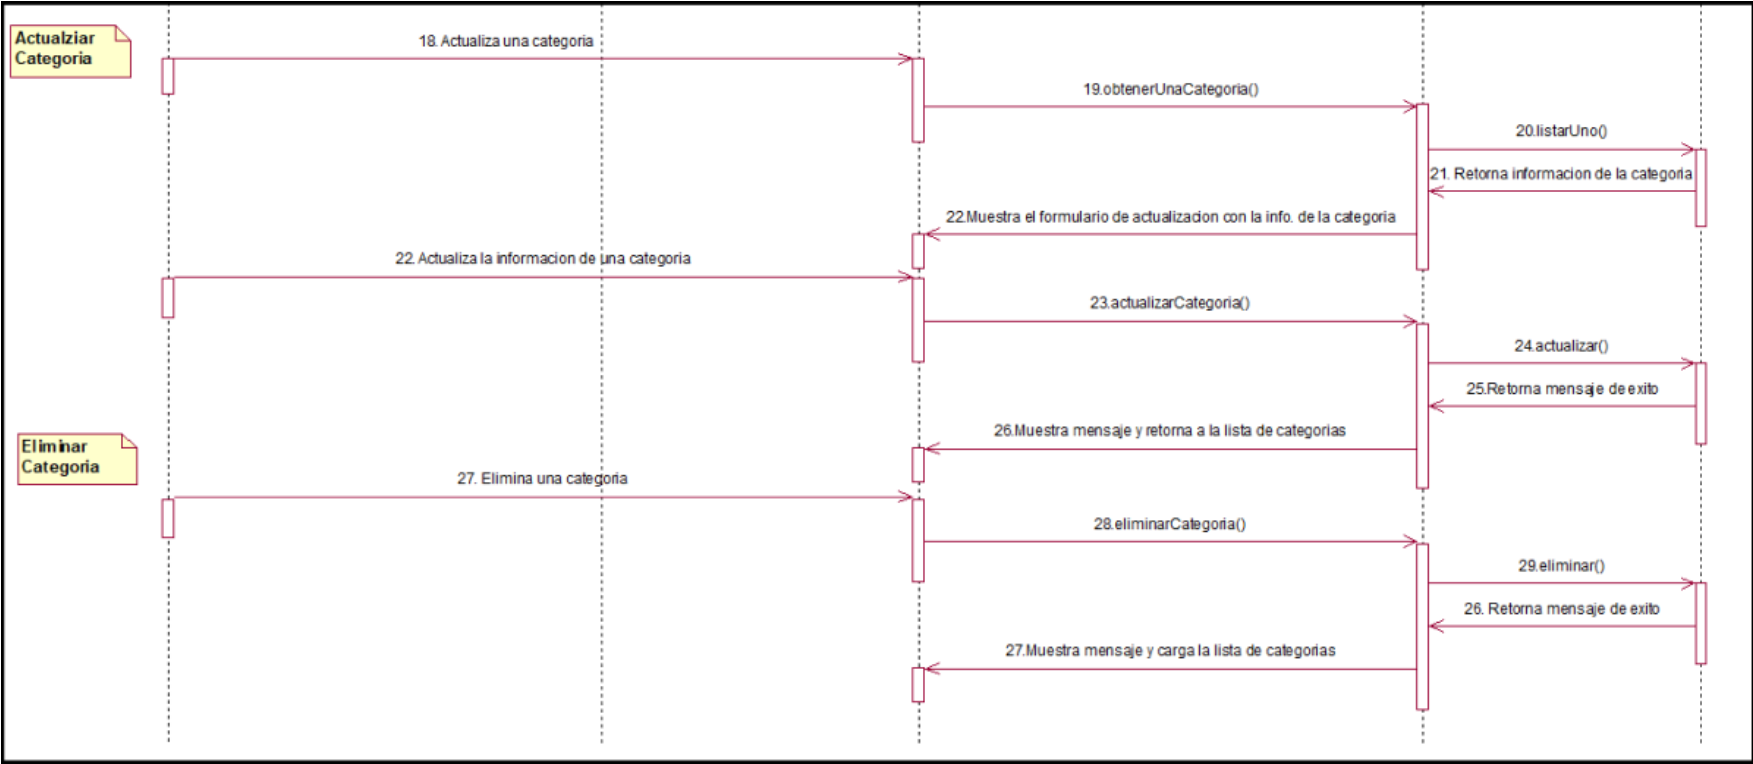 Actualziar
Categoria
18. Actualiza una categoria
19.obtenerUnaCategoria()
20.listarUno()
21. Retorna informacion de la categoria
22.Muestra el formulario de actualizacion con la info. de la categoria
22. Actualiza la informacion de una categoria
23.actualizarCategoria()
24.actualizar()
25.Retorna mensaje de exito
26.Muestra mensaje y retorna a la lista de categorias
Eliminar
Categoria
27. Elimina una categoria
28.eliminarCategoria()
29.eliminar()
26. Retorna mensaje de exito
27.Muestra mensaje y carga la lista de categorias